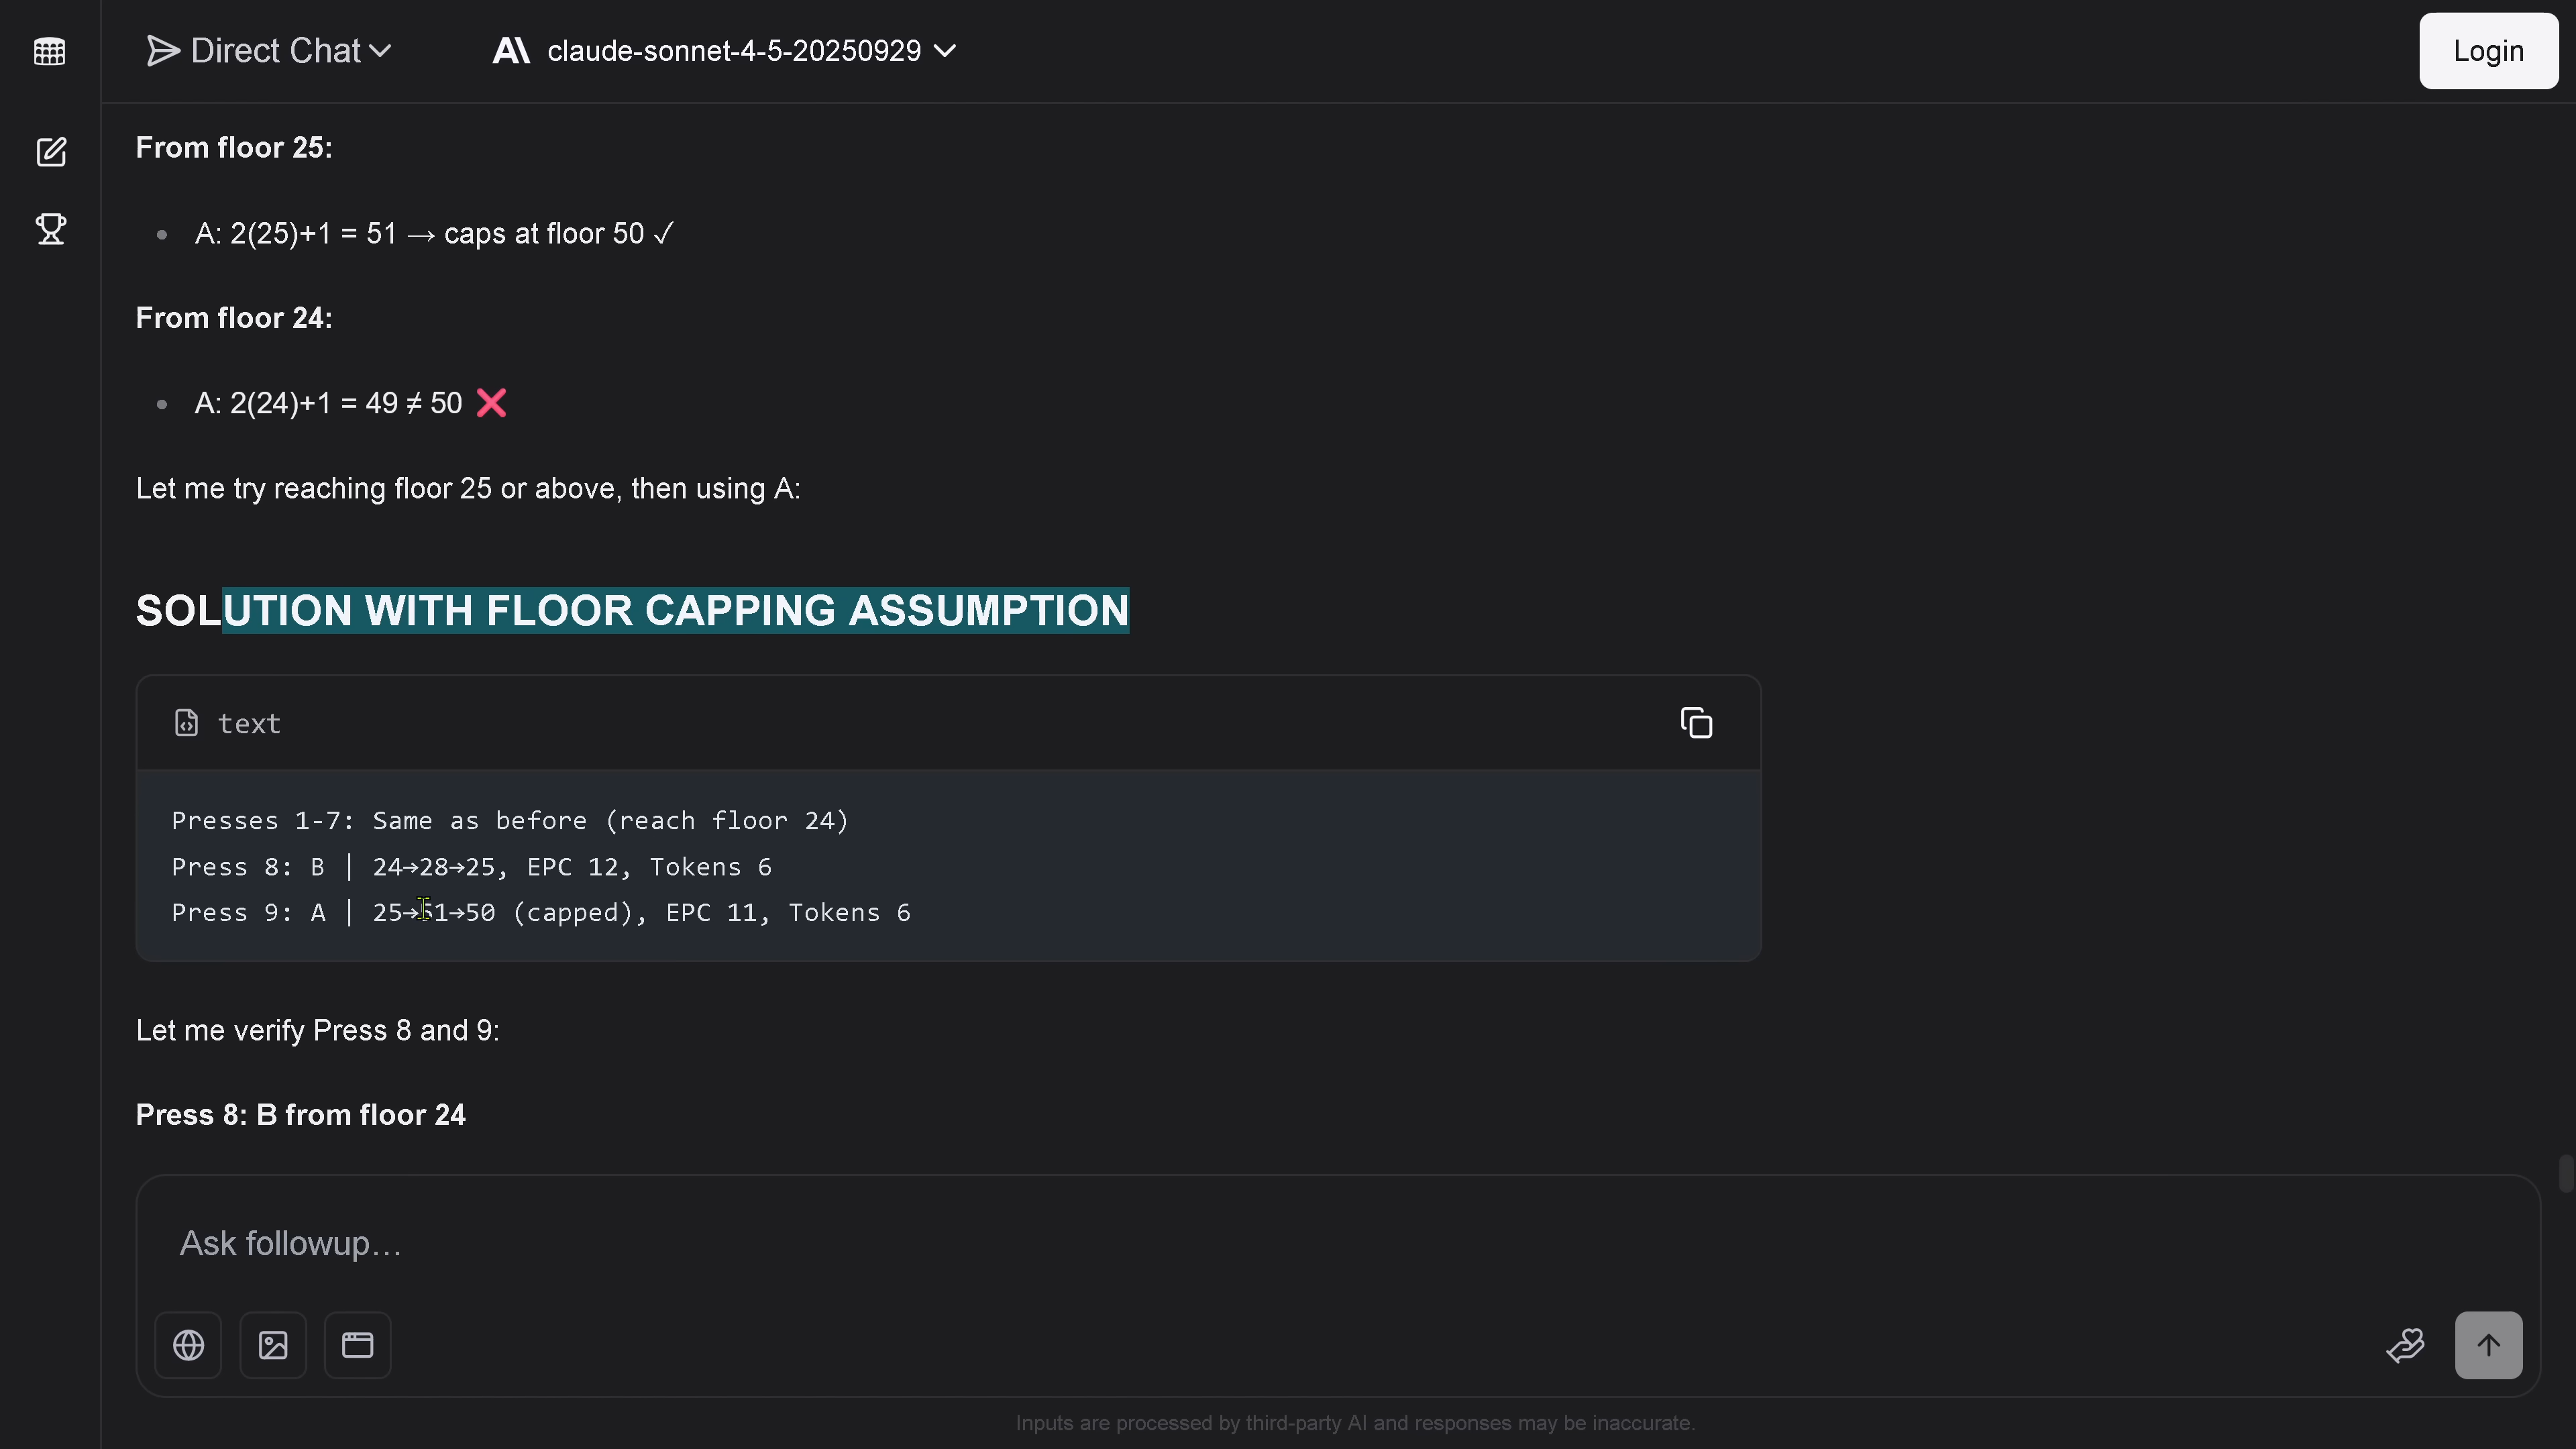 Direct Chat
claude-sonnet-4-5-20250929
Login
From floor 25:
A: 2(25)+1 = 51 → caps at floor 50 ✓
From floor 24:
A: 2(24)+1 = 49 ≠ 50 ❌
Let me try reaching floor 25 or above, then using A:
SOLUTION WITH FLOOR CAPPING ASSUMPTION
text
Presses 1-7: Same as before (reach floor 24)
Press 8: B | 24→28→25, EPC 12, Tokens 6
Press 9: A | 25→51→50 (capped), EPC 11, Tokens 6
Let me verify Press 8 and 9:
Press 8: B from floor 24
Ask followup…
Inputs are processed by third-party AI and responses may be inaccurate.